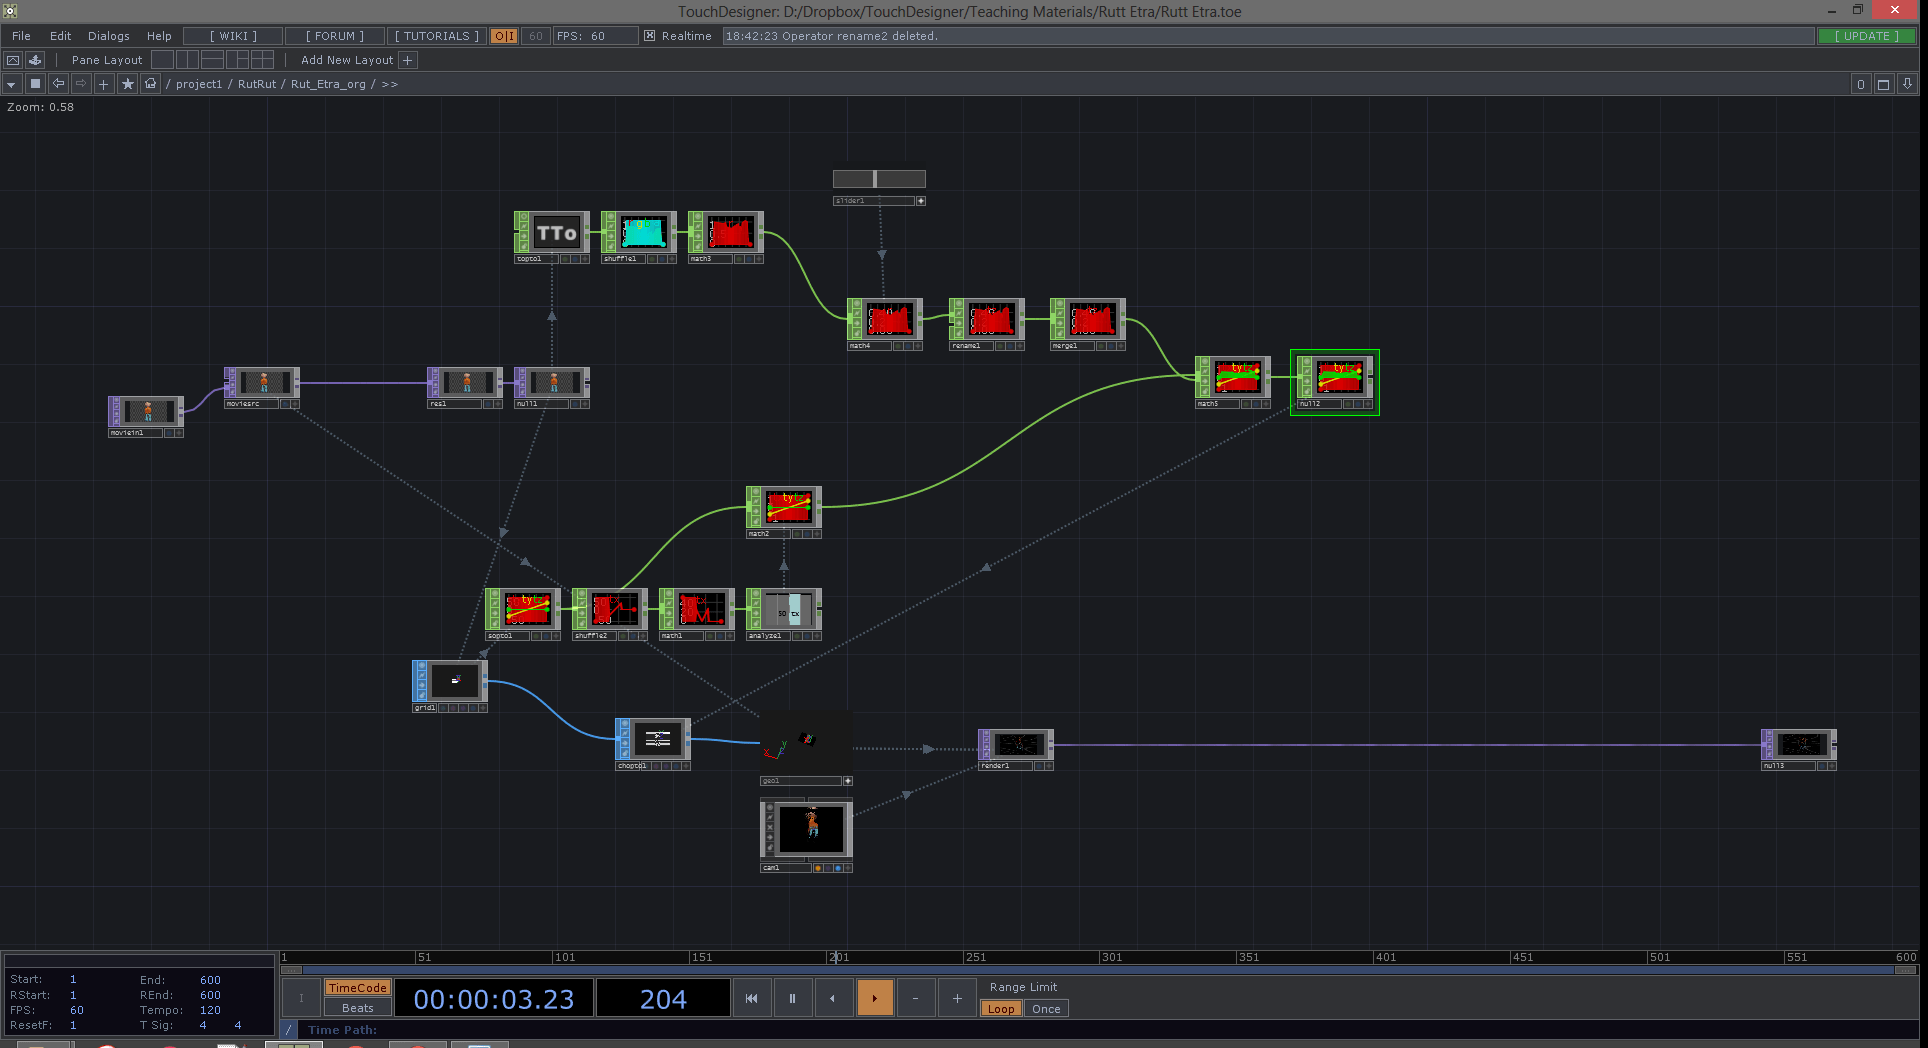 TouchDesigner: D:/Dropbox/TouchDesigner/Teaching Materials/Rutt Etra/Rutt Etra.toe
File Edit Dialogs Help [ WIKI ] [ FORUM ] [ TUTORIALS ] O|I 60 FPS: 60 Realtime 18:42:23 Operator rename2 deleted. [ UPDATE ]
Pane Layout Add New Layout +
/ project1 / RutRut / Rut_Etra_org / >> 0
Zoom: 0.58
slider1
TTo
topto1 shuffle1 math3
math4 rename1 merge1
moviesrc res1 null1 math5 null2
moviein1
tytz
math2
sopto1 shuffle2 math1 analyze1
grid1
chopto1 render1 null3
geo1
cam1
1 51 101 151 201 251 301 351 401 451 501 551 600
Start: 1 End: 600
RStart: 1 REnd: 600
FPS: 60 Tempo: 120
ResetF: 1 T Sig: 4 4
TimeCode
Beats
00:00:03.23 204
Range Limit
Loop Once
/ Time Path: